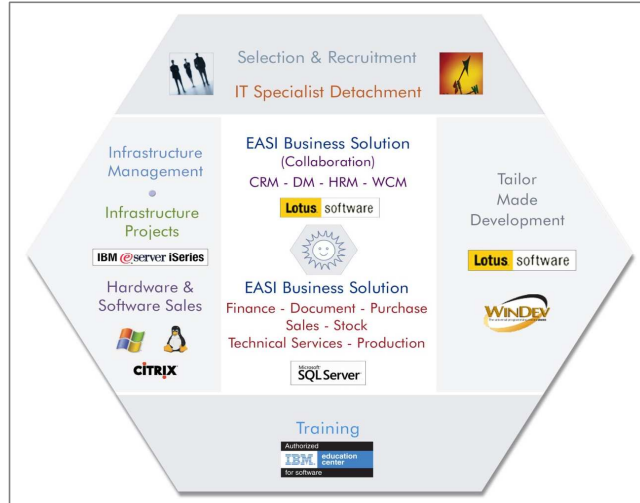 Selection & Recruitment
IT Specialist Detachment
Infrastructure
Management
Infrastructure
Projects
IBM @server iSeries
Hardware &
Software Sales
CITRIX
EASI Business Solution
(Collaboration)
CRM - DM - HRM - WCM
Lotus software
EASI Business Solution
Finance - Document - Purchase
Sales - Stock
Technical Services - Production
Microsoft
SQL Server
Tailor
Made
Development
Lotus software
WINDEV
Training
Authorized
IBM education
center
for software